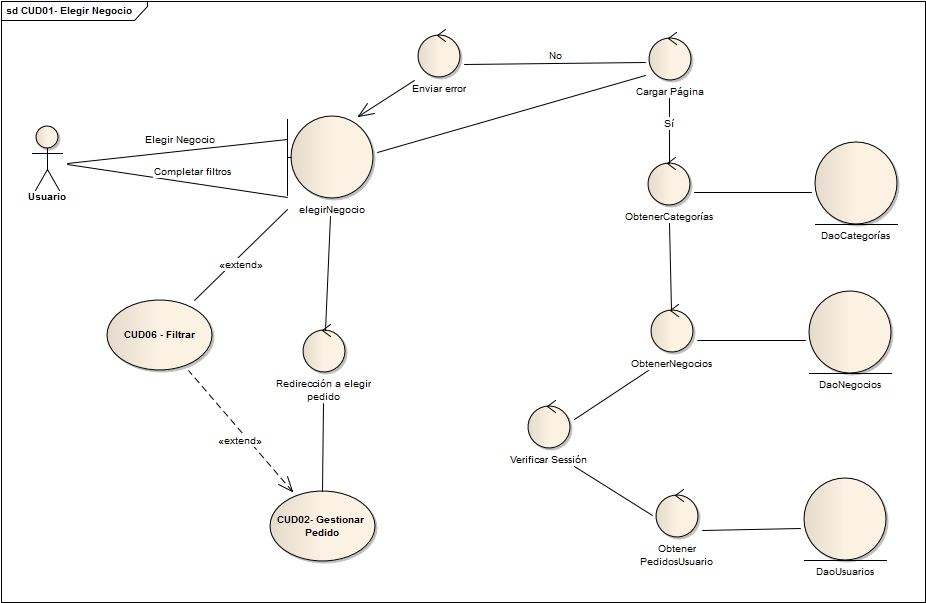 sd CUD01- Elegir Negocio
No
Enviar error
Cargar Página
Sí
Elegir Negocio
Completar filtros
Usuario
elegirNegocio
ObtenerCategorías
DaoCategorías
«extend»
CUD06 - Filtrar
Redirección a elegir
pedido
ObtenerNegocios
DaoNegocios
«extend»
Verificar Sessión
CUD02- Gestionar
Pedido
Obtener
PedidosUsuario
DaoUsuarios